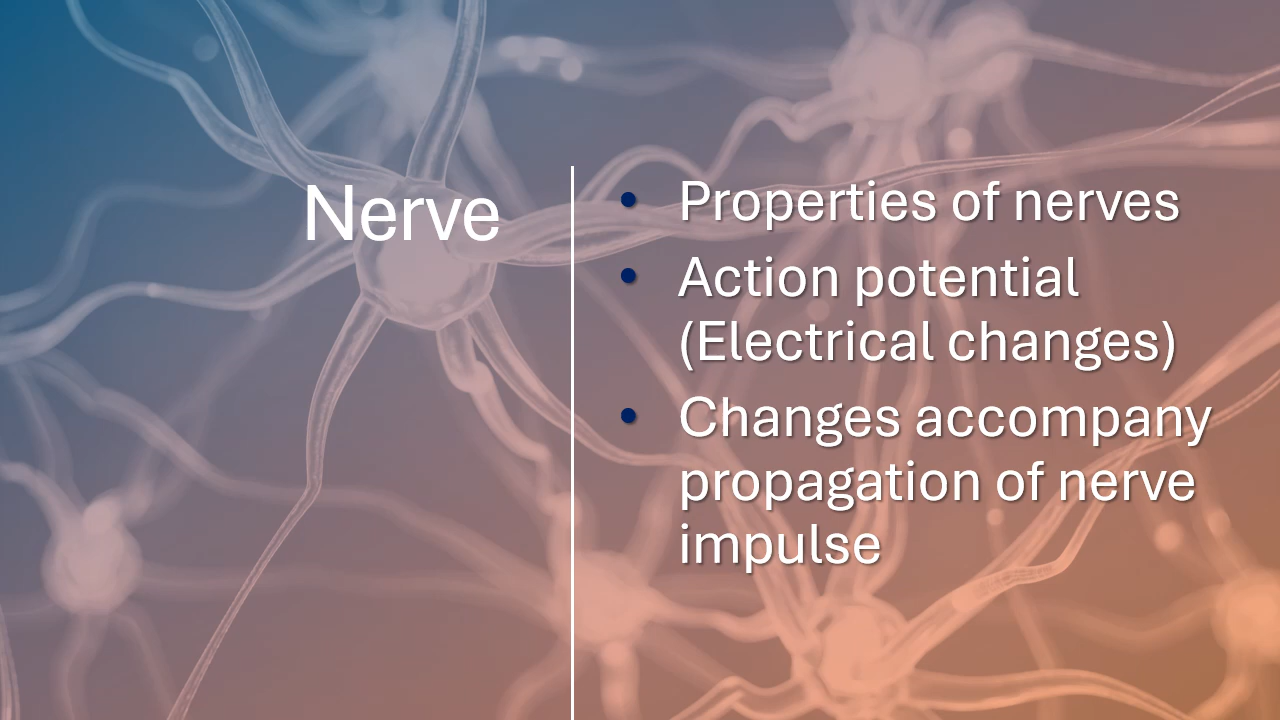 Nerve
• Properties of nerves
• Action potential
(Electrical changes)
• Changes accompany
propagation of nerve
impulse